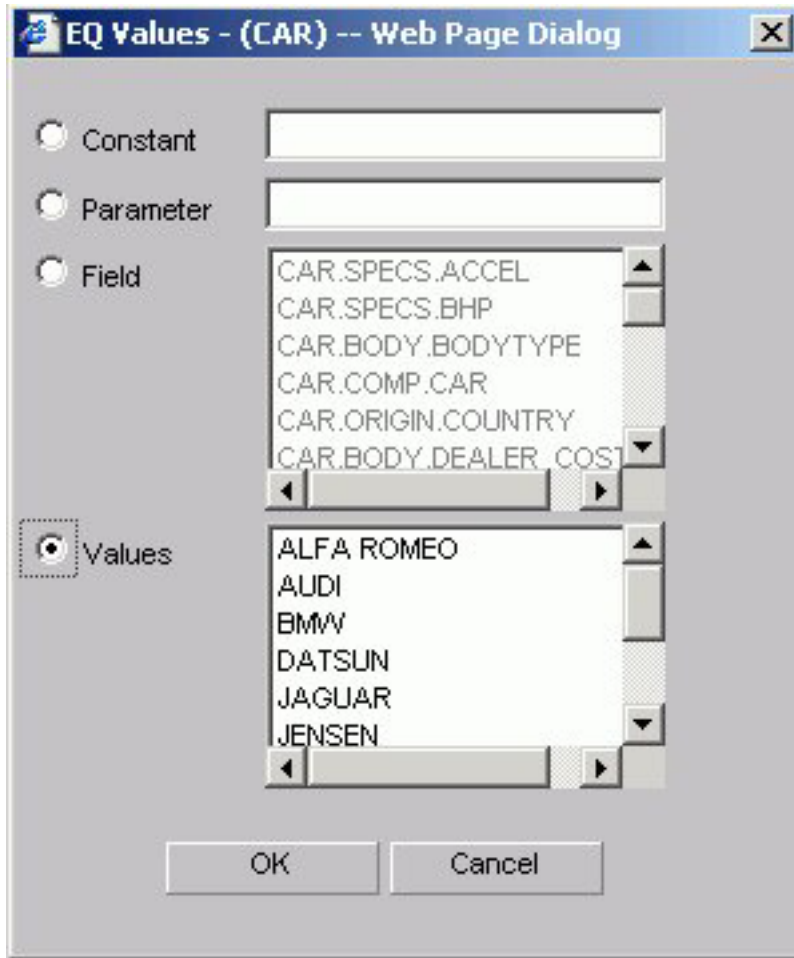 EQ Values - (CAR) -- Web Page Dialog
Constant
Parameter
Field
CAR.SPECS.ACCEL
CAR.SPECS.BHP
CAR.BODY.BODYTYPE
CAR.COMP.CAR
CAR.ORIGIN.COUNTRY
CAR.BODY.DEALER_COST
Values
ALFA ROMEO
AUDI
BMW
DATSUN
JAGUAR
JENSEN
OK
Cancel